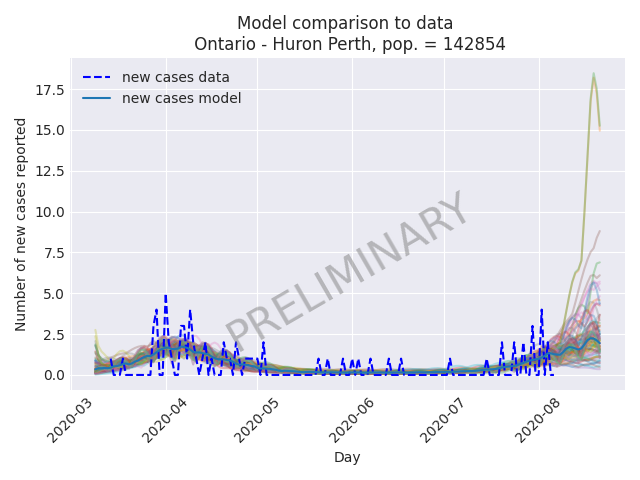 Model comparison to data
Ontario - Huron Perth, pop. = 142854
new cases data
new cases model
PRELIMINARY
Number of new cases reported
17.5
15.0
12.5
10.0
7.5
5.0
2.5
0.0
2020-03
2020-04
2020-05
2020-06
2020-07
2020-08
Day